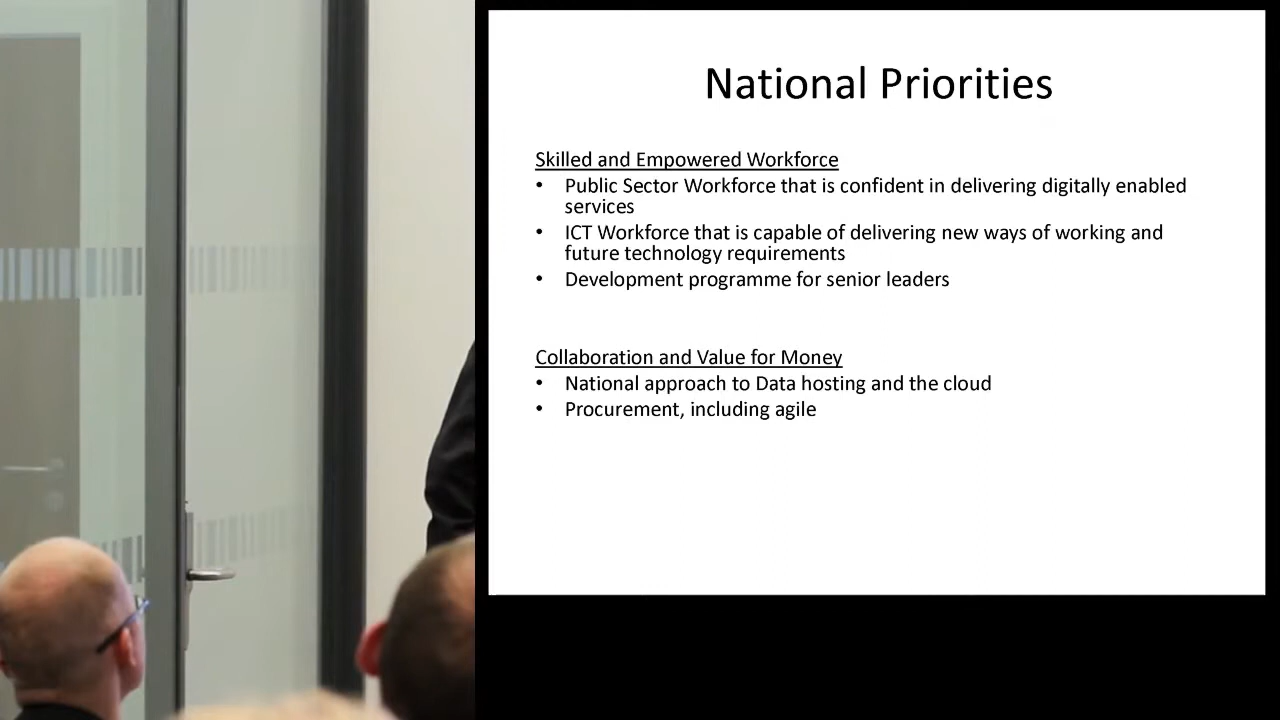 National Priorities
Skilled and Empowered Workforce
• Public Sector Workforce that is confident in delivering digitally enabled
services
• ICT Workforce that is capable of delivering new ways of working and
future technology requirements
• Development programme for senior leaders
Collaboration and Value for Money
• National approach to Data hosting and the cloud
• Procurement, including agile